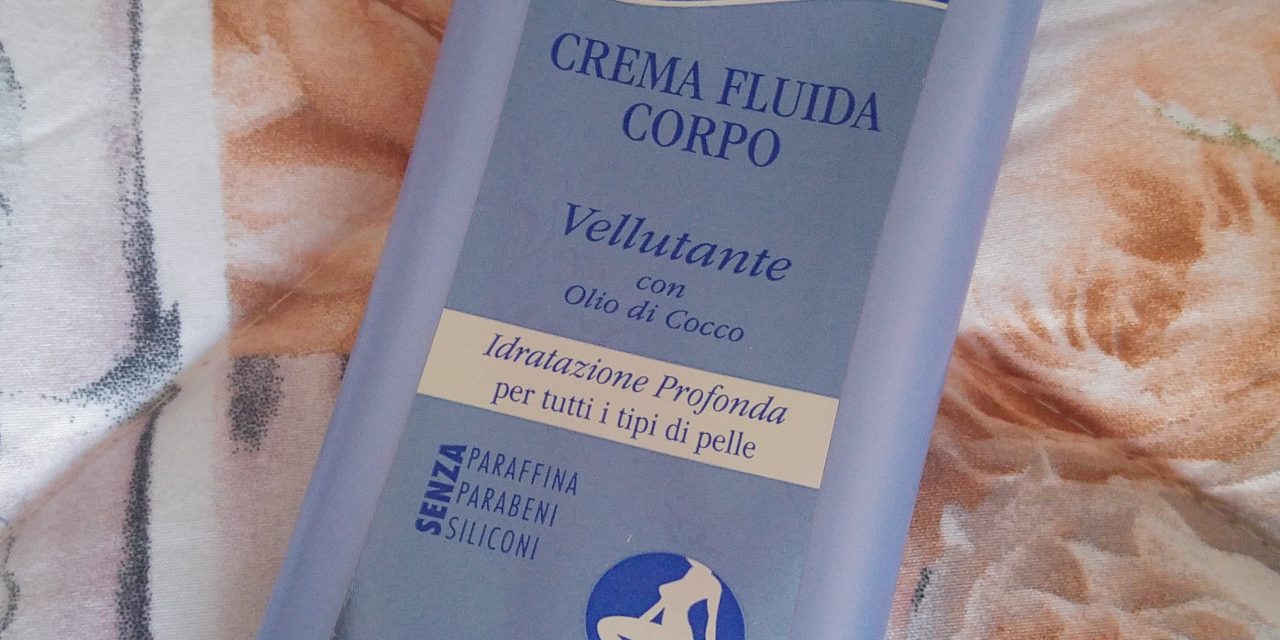 CREMA FLUIDA
CORPO
Vellutante
con
Olio di Cocco
Idratazione Profonda
per tutti i tipi di pelle
SENZA
PARAFFINA
PARABENI
SILICONI